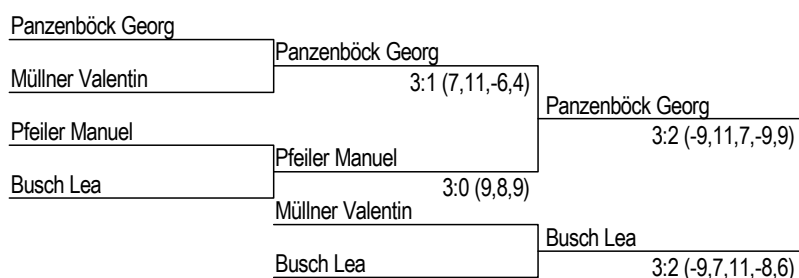 Panzenböck Georg
Panzenböck Georg
Müllner Valentin
3:1 (7,11,-6,4)
Panzenböck Georg
Pfeiler Manuel
3:2 (-9,11,7,-9,9)
Pfeiler Manuel
Busch Lea
3:0 (9,8,9)
Müllner Valentin
Busch Lea
Busch Lea
3:2 (-9,7,11,-8,6)